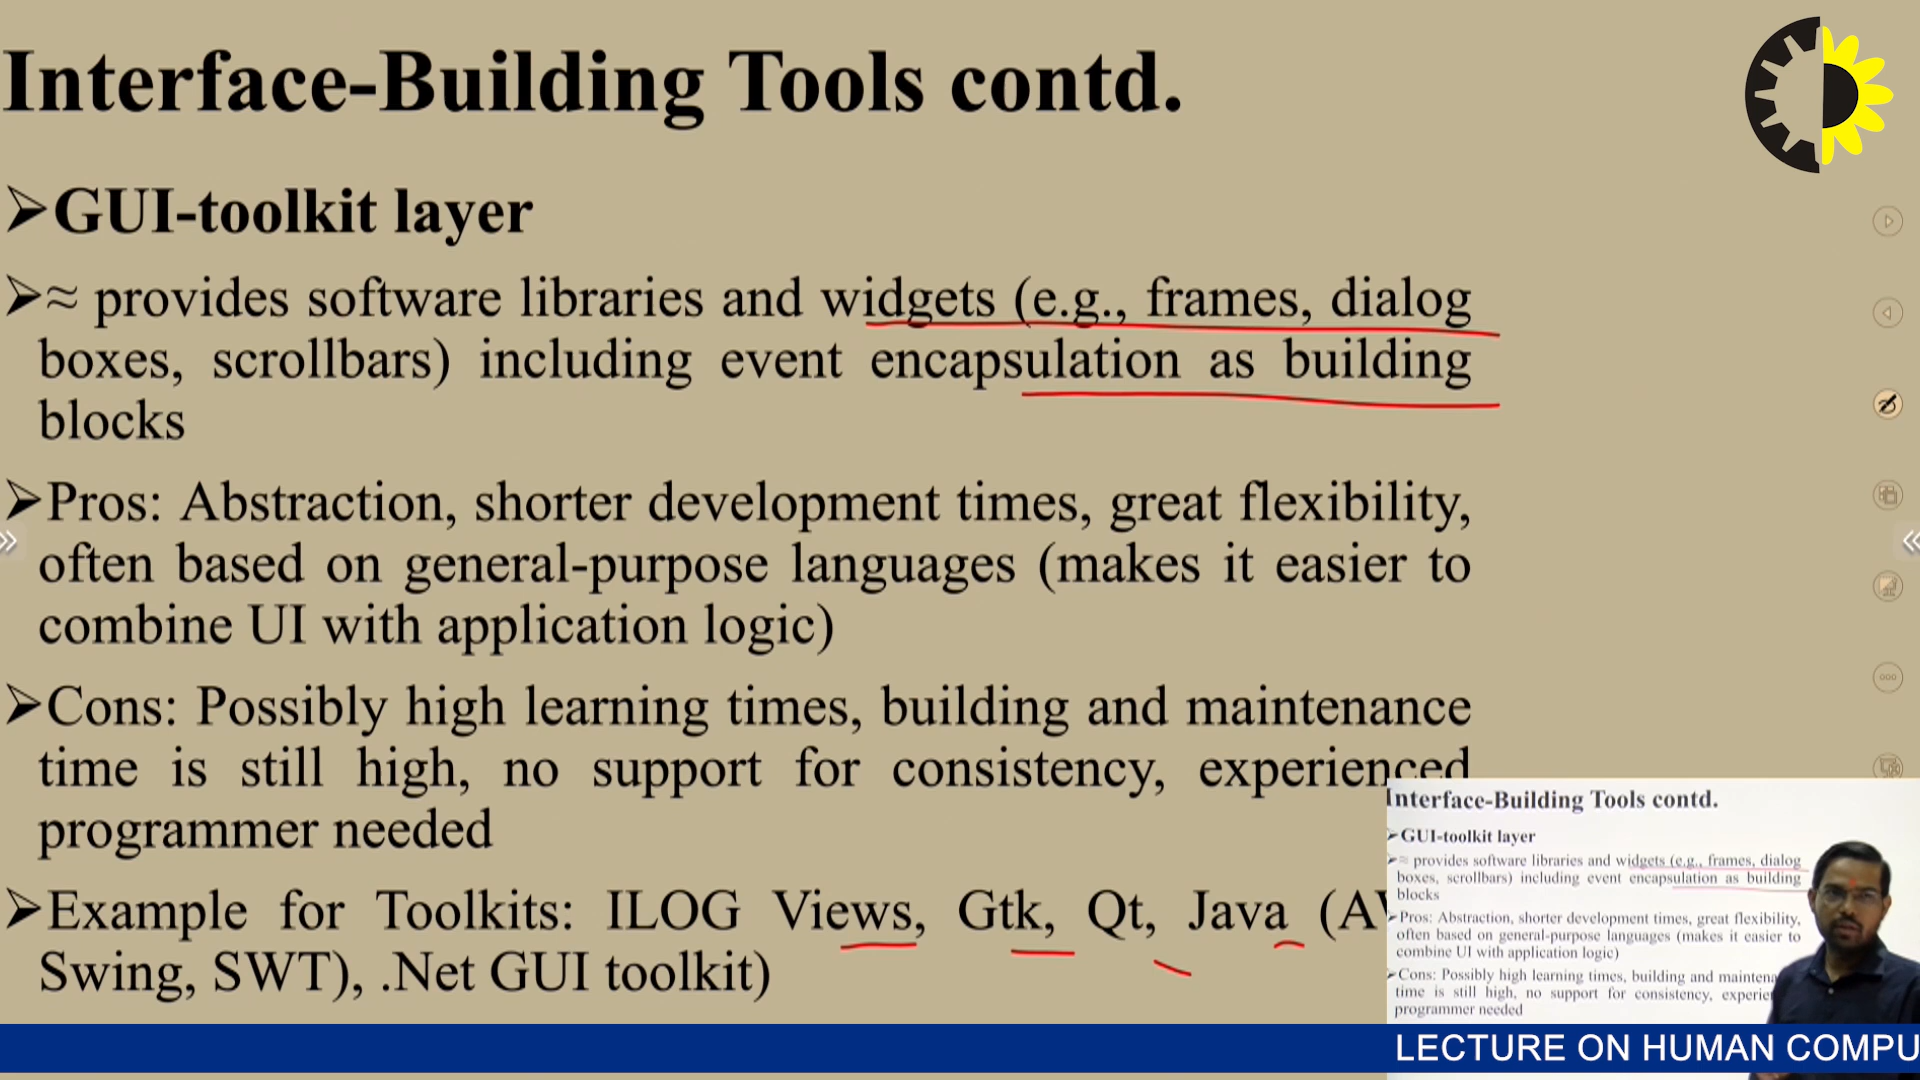 Interface-Building Tools contd.
➢GUI-toolkit layer
➢≈ provides software libraries and widgets (e.g., frames, dialog
boxes, scrollbars) including event encapsulation as building
blocks
➢Pros: Abstraction, shorter development times, great flexibility,
often based on general-purpose languages (makes it easier to
combine UI with application logic)
➢Cons: Possibly high learning times, building and maintenance
time is still high, no support for consistency, experienced
programmer needed
➢Example for Toolkits: ILOG Views, Gtk, Qt, Java
Swing, SWT), .Net GUI toolkit)
Interface-Building Tools contd.
➢GUI-toolkit layer
➢≈ provides software libraries and widgets (e.g., frames, dialog
boxes, scrollbars) including event encapsulation as building
blocks
➢Pros: Abstraction, shorter development times, great flexibility,
often based on general-purpose languages (makes it easier to
combine UI with application logic)
➢Cons: Possibly high learning times, building and
time is still high, no support for consistency,
programmer needed
LECTURE ON HUMAN COMPU